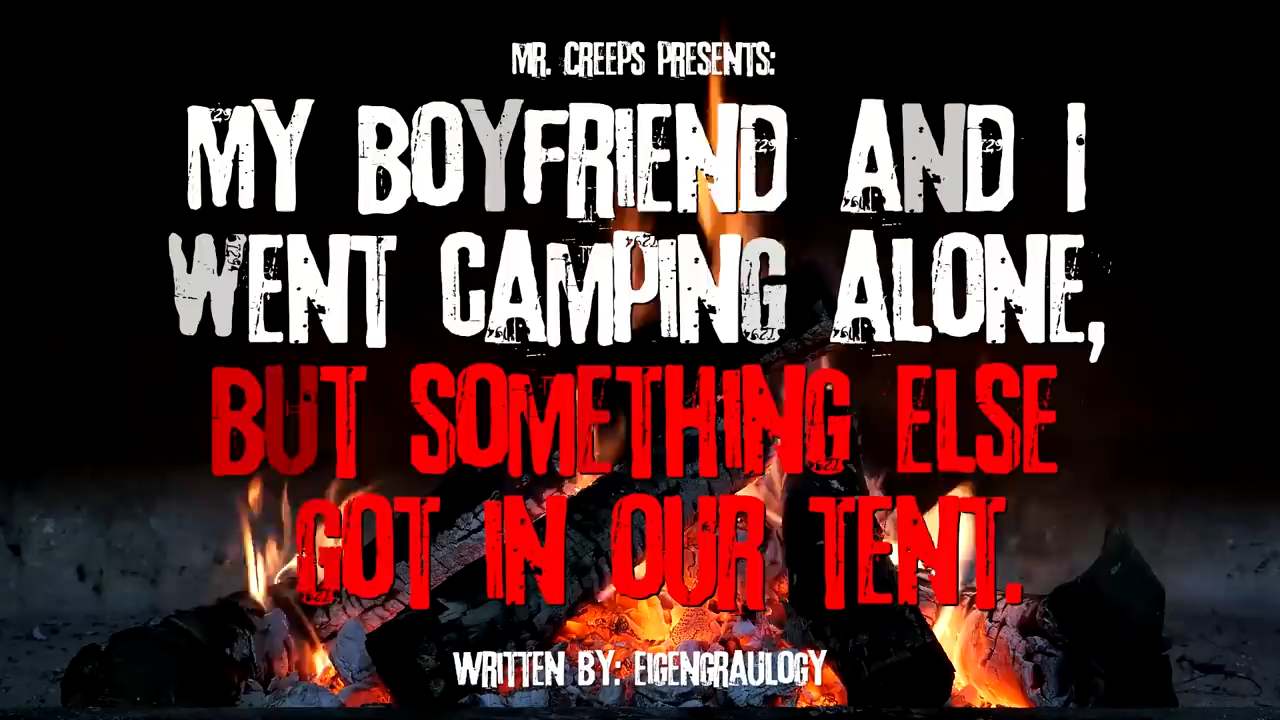 MR. CREEPS PRESENTS:
MY BOYFRIEND AND I
WENT CAMPING ALONE,
BUT SOMETHING ELSE
GOT IN OUR TENT.
WRITTEN BY: EIGENGRAULOGY